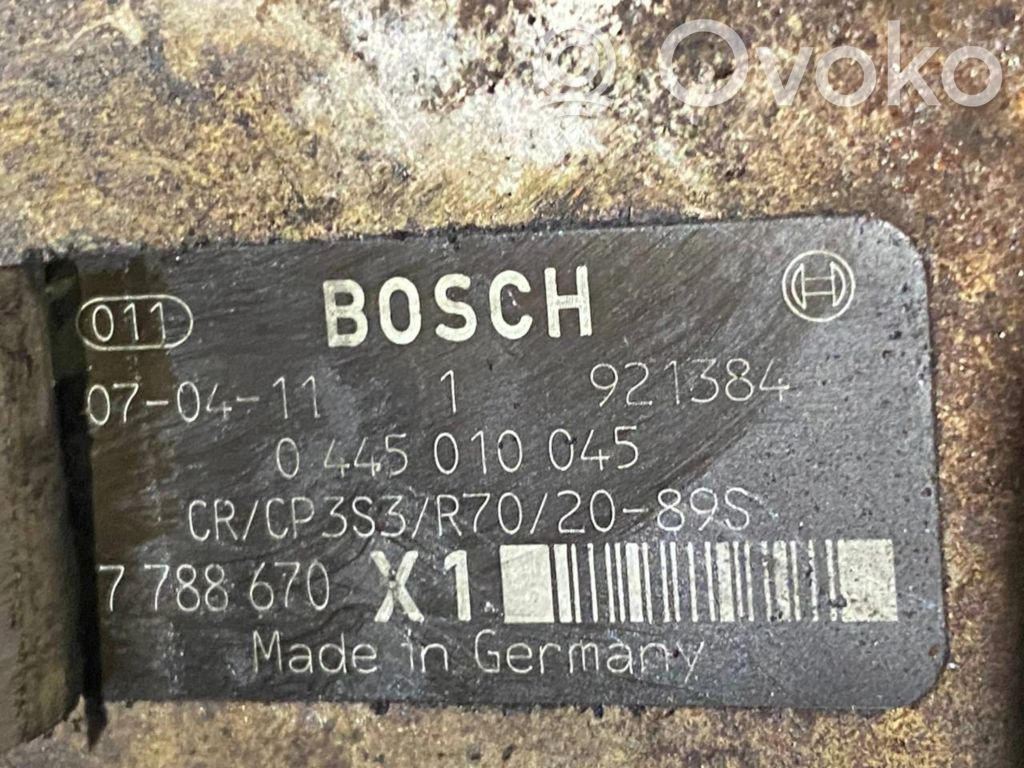 Ovoko
011 BOSCH
07-04-11 1 921384
0 445 010 045
CR/CP3S3/R70/20-89S
7 788 670 X1
Made in Germany